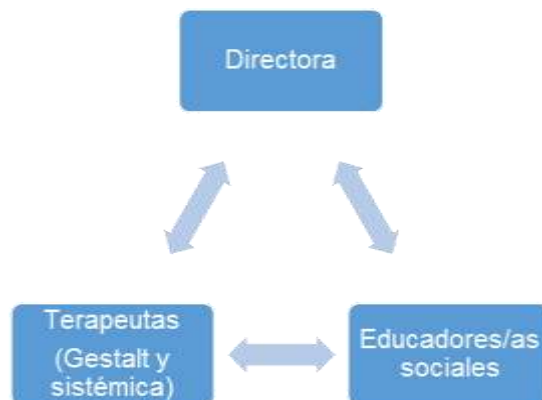 Directora
Terapeutas
(Gestalt y
sistémica)
Educadores/as
sociales